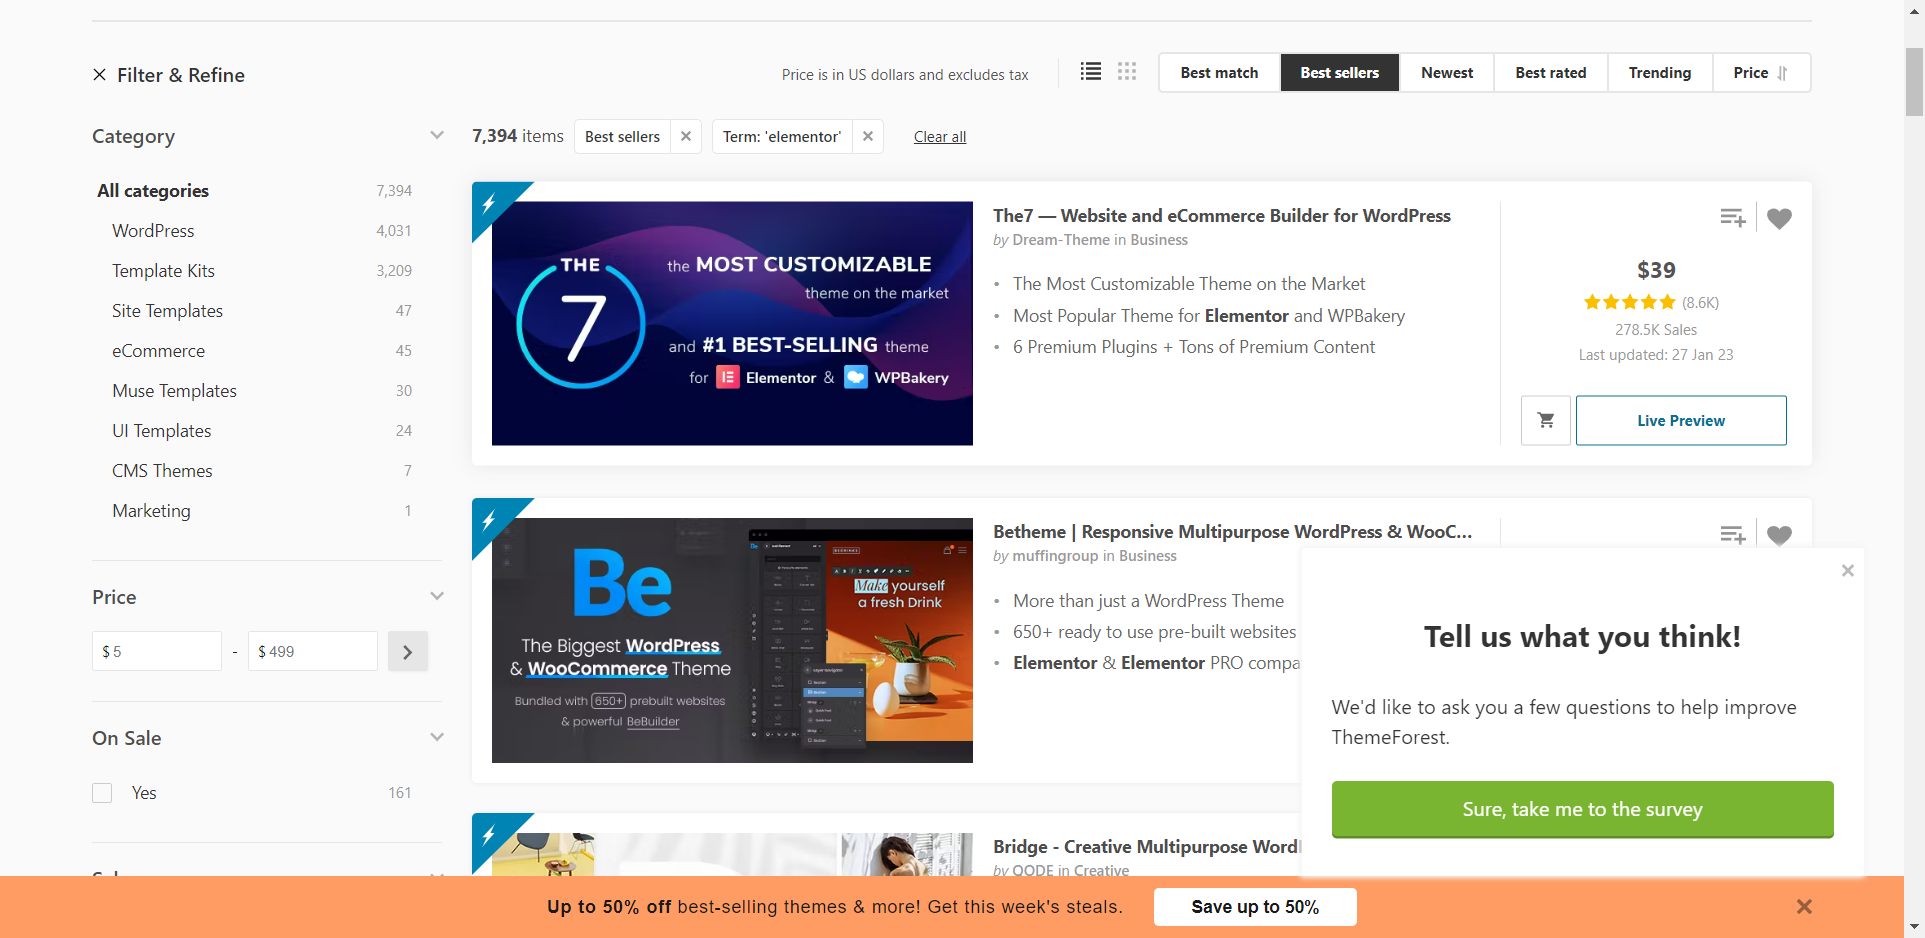 Filter & Refine
Price is in US dollars and excludes tax
Best match
Best sellers
Newest
Best rated
Trending
Price
Category
7,394 items
Best sellers
Term: 'elementor'
Clear all
All categories 7,394
WordPress 4,031
Template Kits 3,209
Site Templates 47
eCommerce 45
Muse Templates 30
UI Templates 24
CMS Themes 7
Marketing 1
Price
$ 5 - $ 499
On Sale
Yes 161
THE
7
the MOST CUSTOMIZABLE
theme on the market
and #1 BEST-SELLING theme
for Elementor & WPBakery
The7 — Website and eCommerce Builder for WordPress
by Dream-Theme in Business
• The Most Customizable Theme on the Market
• Most Popular Theme for Elementor and WPBakery
• 6 Premium Plugins + Tons of Premium Content
$39
(8.6K)
278.5K Sales
Last updated: 27 Jan 23
Live Preview
Be
The Biggest WordPress
& WooCommerce Theme
Bundled with 650+ prebuilt websites
& powerful BeBuilder
Make yourself
a fresh Drink
Betheme | Responsive Multipurpose WordPress & WooC...
by muffingroup in Business
• More than just a WordPress Theme
• 650+ ready to use pre-built websites
• Elementor & Elementor PRO compa
Bridge - Creative Multipurpose Word
by QODE in Creative
Tell us what you think!
We'd like to ask you a few questions to help improve
ThemeForest.
Sure, take me to the survey
Up to 50% off best-selling themes & more! Get this week's steals.
Save up to 50%